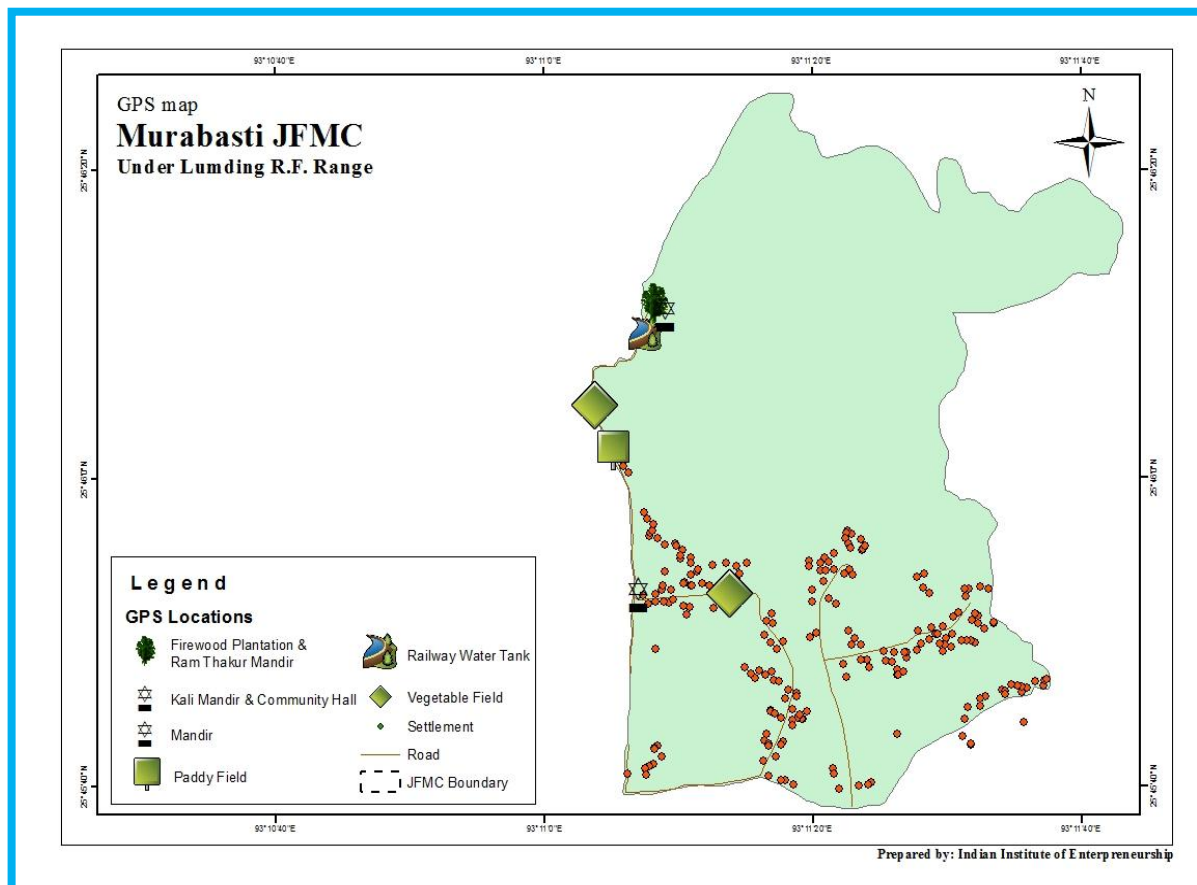 93°10'40"E 93°11'0"E 93°11'20"E 93°11'40"E
GPS map
Murabasti JFMC
Under Lumding R.F. Range
N
Legend
GPS Locations
Firewood Plantation &
Ram Thakur Mandir
Kali Mandir & Community Hall
Mandir
Paddy Field
Railway Water Tank
Vegetable Field
Settlement
Road
JFMC Boundary
93°10'40"E 93°11'0"E 93°11'20"E 93°11'40"E
Prepared by: Indian Institute of Enterpreneurship